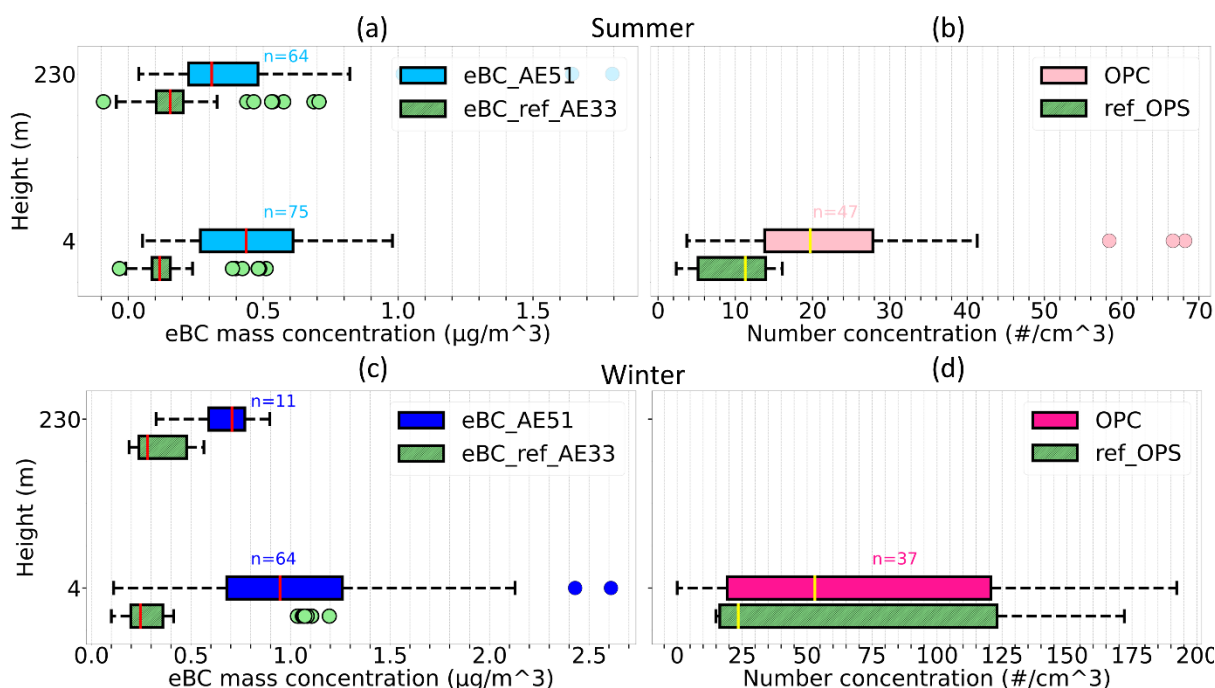 (a) Summer (b)
n=64
230
eBC_AE51
eBC_ref_AE33
OPC
ref_OPS
Height (m)
n=75
4
n=47
0.0 0.5 1.0 1.5
eBC mass concentration (µg/m^3)
0 10 20 30 40 50 60 70
Number concentration (#/cm^3)
(c) Winter (d)
n=11
230
eBC_AE51
eBC_ref_AE33
OPC
ref_OPS
Height (m)
n=64
4
n=37
0.0 0.5 1.0 1.5 2.0 2.5
eBC mass concentration (µg/m^3)
0 25 50 75 100 125 150 175 200
Number concentration (#/cm^3)